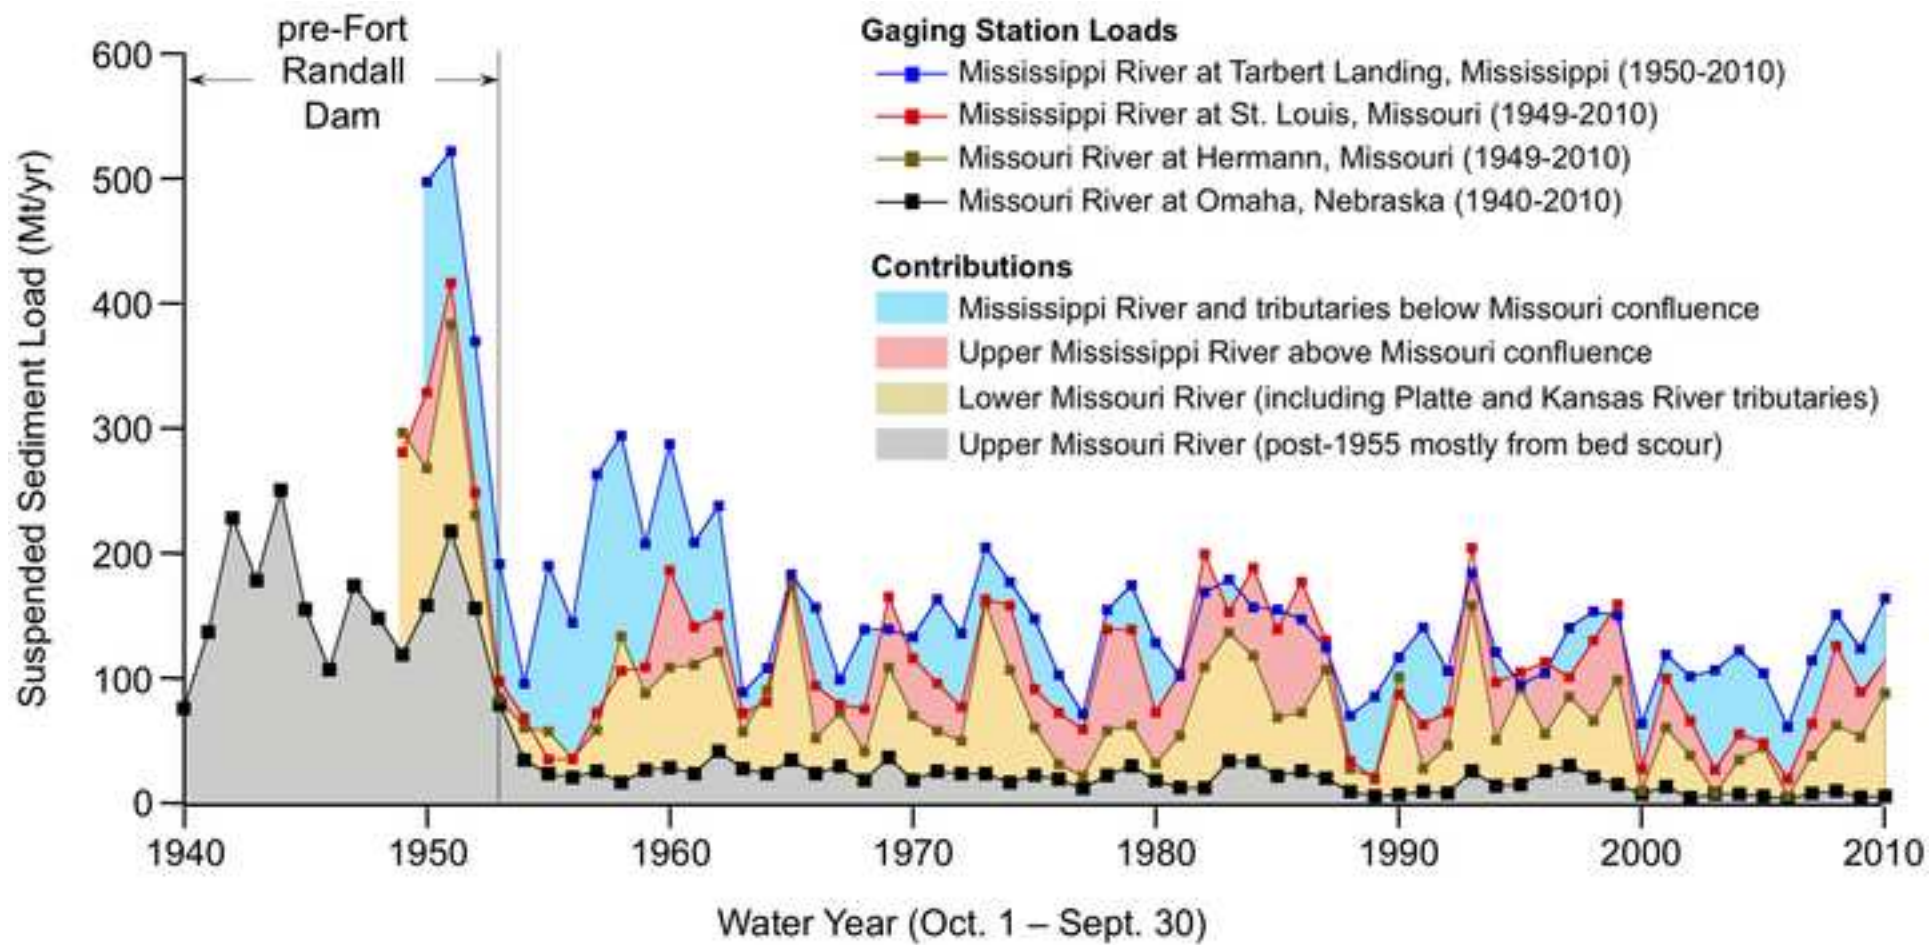 pre-Fort
Randall
Dam
Gaging Station Loads
Mississippi River at Tarbert Landing, Mississippi (1950-2010)
Mississippi River at St. Louis, Missouri (1949-2010)
Missouri River at Hermann, Missouri (1949-2010)
Missouri River at Omaha, Nebraska (1940-2010)
Contributions
Mississippi River and tributaries below Missouri confluence
Upper Mississippi River above Missouri confluence
Lower Missouri River (including Platte and Kansas River tributaries)
Upper Missouri River (post-1955 mostly from bed scour)
Suspended Sediment Load (Mt/yr)
600
500
400
300
200
100
0
1940 1950 1960 1970 1980 1990 2000 2010
Water Year (Oct. 1 – Sept. 30)